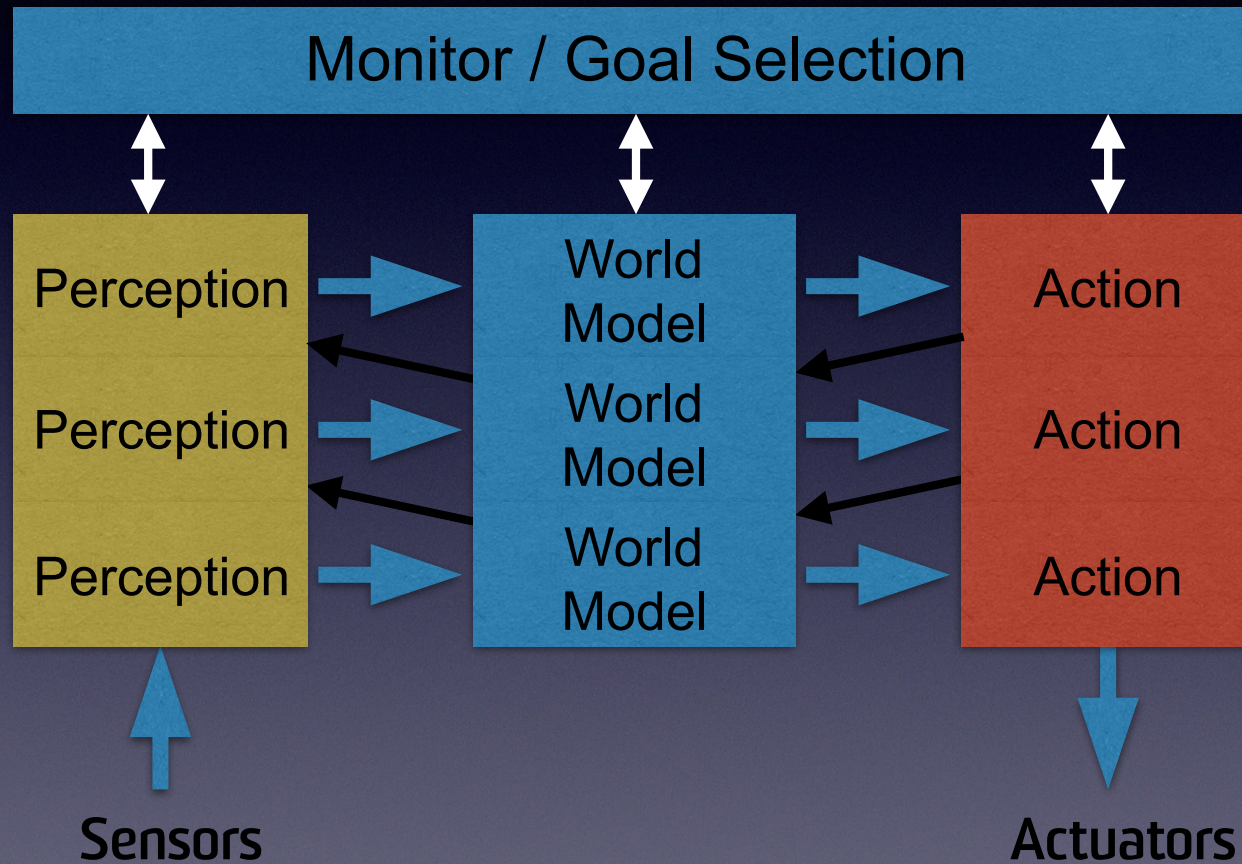 Monitor / Goal Selection
Perception
World
Model
Action
Perception
World
Model
Action
Perception
World
Model
Action
Sensors
Actuators